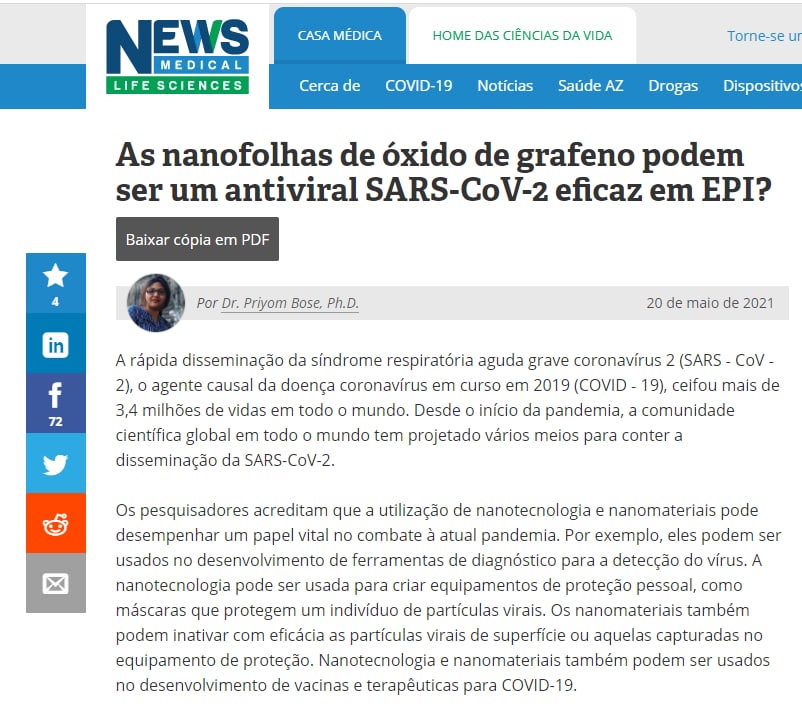 NEWS
MEDICAL
LIFE SCIENCES
CASA MÉDICA
HOME DAS CIÊNCIAS DA VIDA
Torne-se um
Cerca de COVID-19 Notícias Saúde AZ Drogas Dispositivos
As nanofolhas de óxido de grafeno podem
ser um antiviral SARS-CoV-2 eficaz em EPI?
Baixar cópia em PDF
Por Dr. Priyom Bose, Ph.D.
20 de maio de 2021
4
in
f
72
A rápida disseminação da síndrome respiratória aguda grave coronavírus 2 (SARS - CoV -
2), o agente causal da doença coronavírus em curso em 2019 (COVID - 19), ceifou mais de
3,4 milhões de vidas em todo o mundo. Desde o início da pandemia, a comunidade
científica global em todo o mundo tem projetado vários meios para conter a
disseminação da SARS-CoV-2.
Os pesquisadores acreditam que a utilização de nanotecnologia e nanomateriais pode
desempenhar um papel vital no combate à atual pandemia. Por exemplo, eles podem ser
usados no desenvolvimento de ferramentas de diagnóstico para a detecção do vírus. A
nanotecnologia pode ser usada para criar equipamentos de proteção pessoal, como
máscaras que protegem um indivíduo de partículas virais. Os nanomateriais também
podem inativar com eficácia as partículas virais de superfície ou aquelas capturadas no
equipamento de proteção. Nanotecnologia e nanomateriais também podem ser usados
no desenvolvimento de vacinas e terapêuticas para COVID-19.